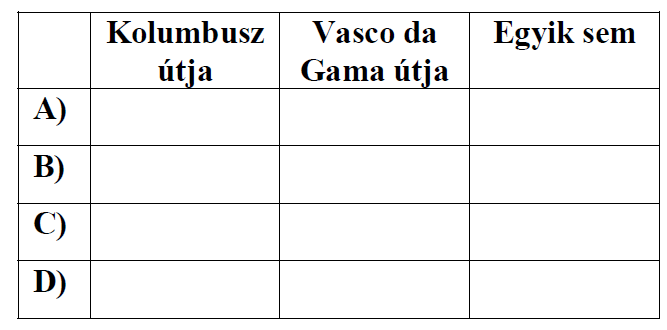 Kolumbusz útja
Vasco da Gama útja
Egyik sem
A)
B)
C)
D)